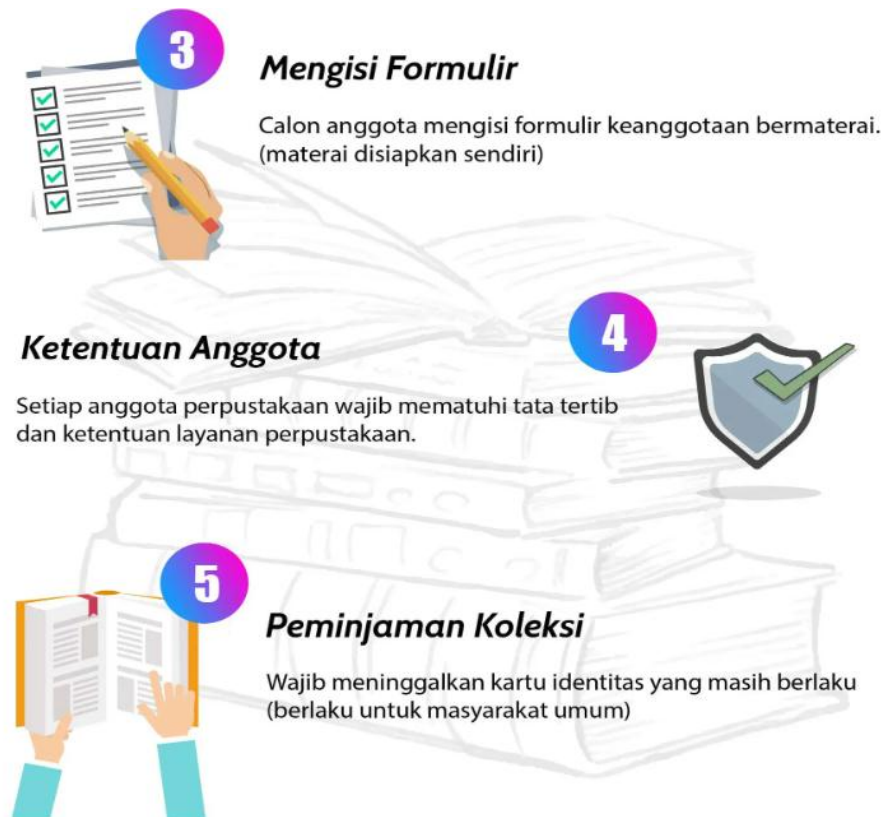 3
Mengisi Formulir
Calon anggota mengisi formulir keanggotaan bermaterai.
(materai disiapkan sendiri)
4
Ketentuan Anggota
Setiap anggota perpustakaan wajib mematuhi tata tertib
dan ketentuan layanan perpustakaan.
5
Peminjaman Koleksi
Wajib meninggalkan kartu identitas yang masih berlaku
(berlaku untuk masyarakat umum)